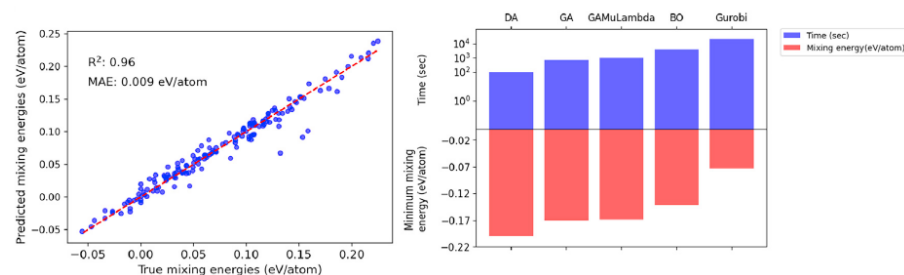 R²: 0.96
MAE: 0.009 eV/atom
Predicted mixing energies (eV/atom)
0.25
0.20
0.15
0.10
0.05
0.00
−0.05
−0.05 0.00 0.05 0.10 0.15 0.20
True mixing energies (eV/atom)
DA GA GAMuLambda BO Gurobi
Time (sec)
10⁴
10³
10²
10⁰
Minimum mixing
energy (eV/atom)
−0.02
−0.07
−0.12
−0.17
−0.22
Time (sec)
Mixing energy(eV/atom)